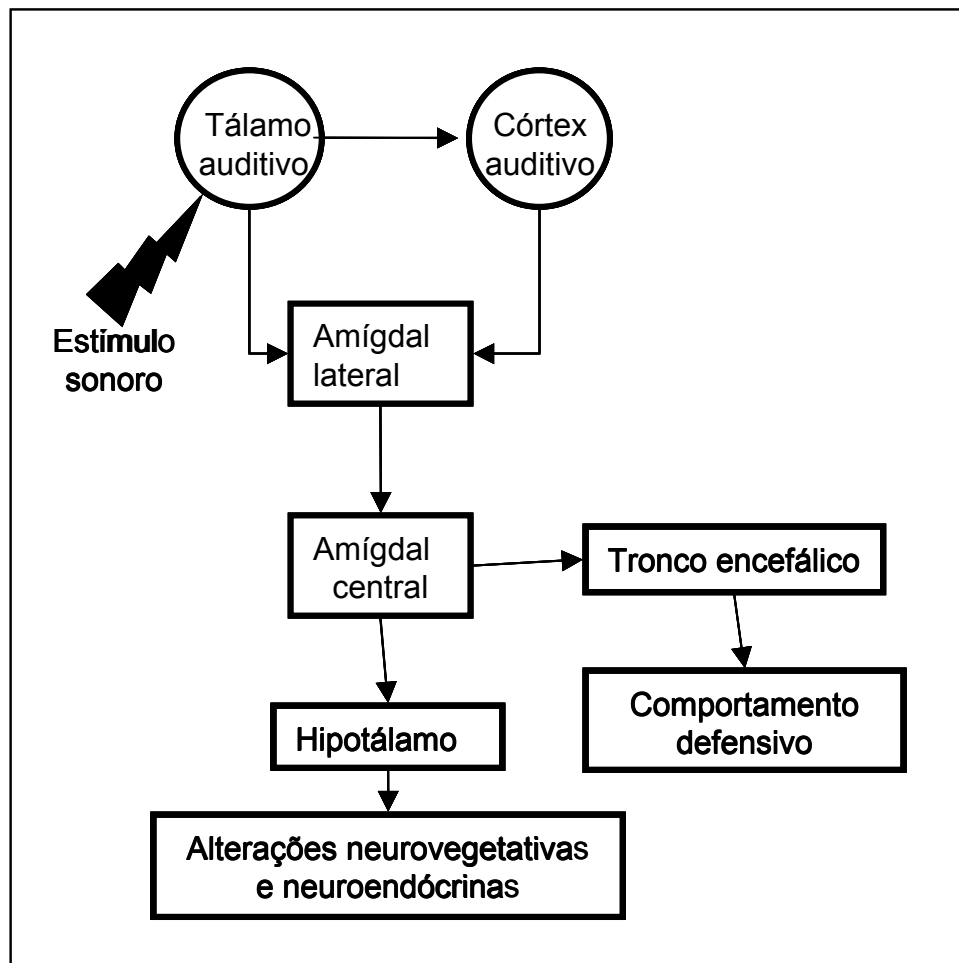 Tálamo
auditivo
Córtex
auditivo
Estímulo
sonoro
Amígdal
lateral
Amígdal
central
Tronco encefálico
Comportamento
defensivo
Hipotálamo
Alterações neurovegetativas
e neuroendócrinas